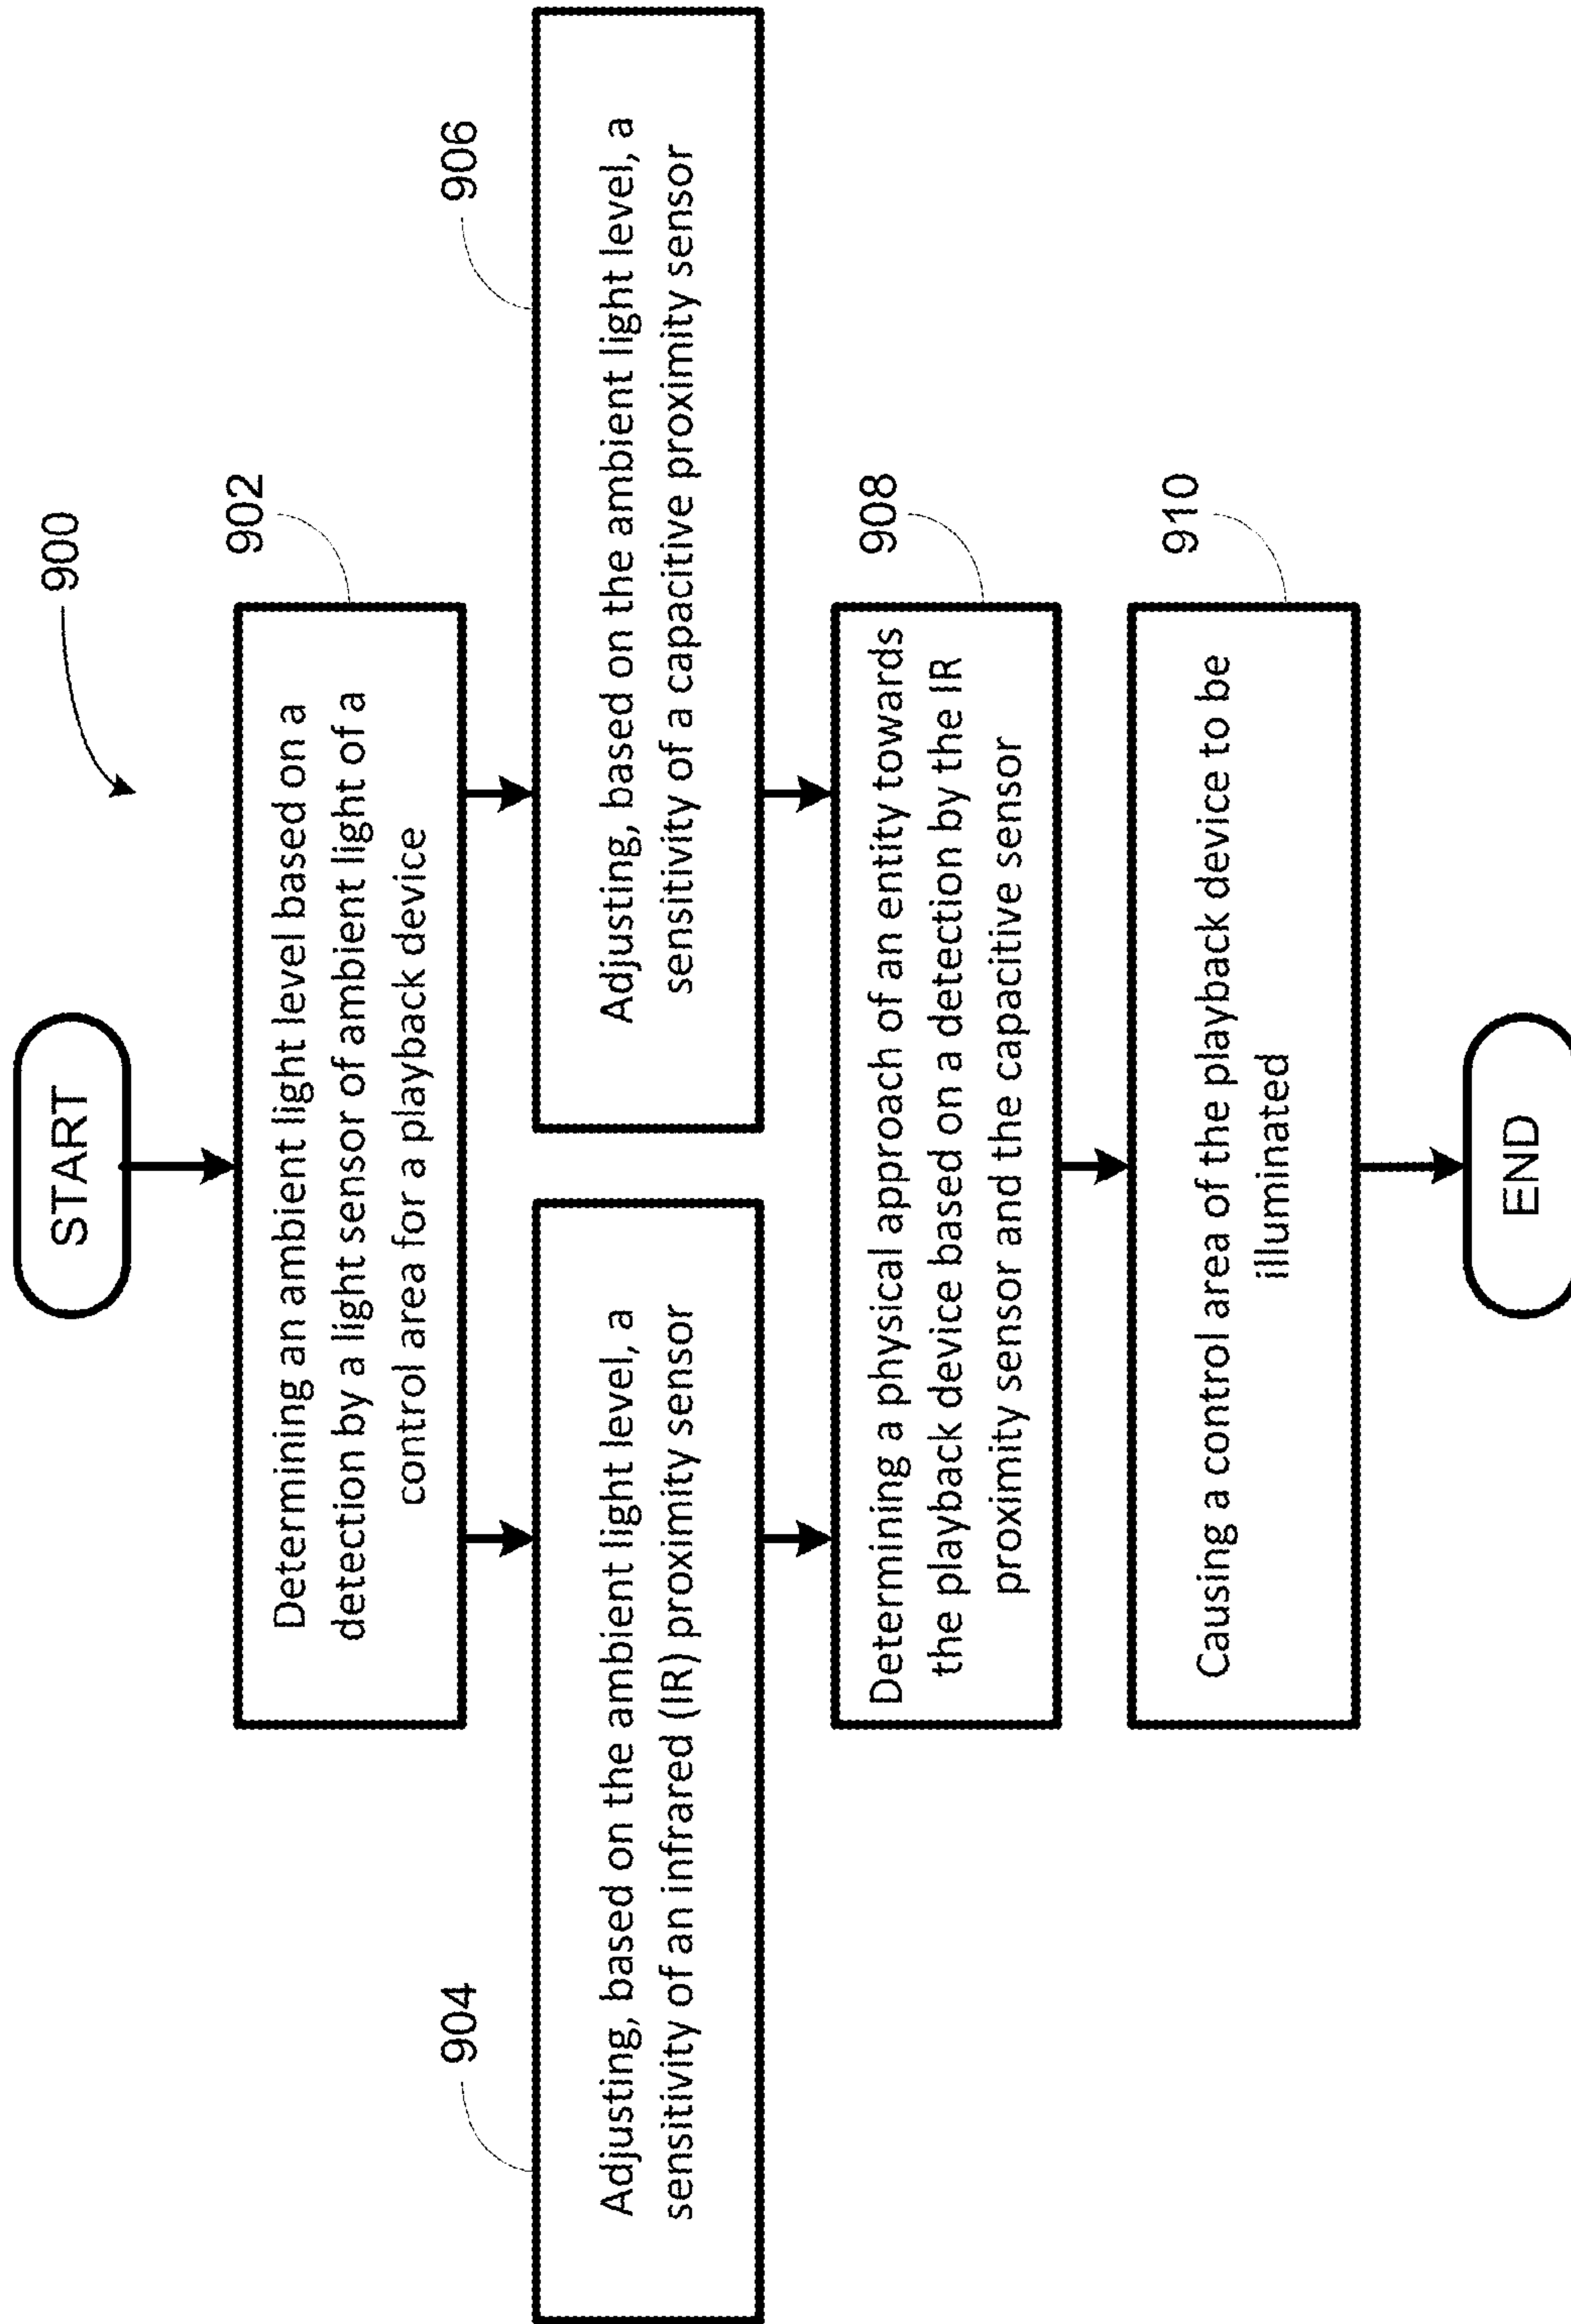 900
START
902
Determining an ambient light level based on a
detection by a light sensor of ambient light of a
control area for a playback device
904
Adjusting, based on the ambient light level, a
sensitivity of an infrared (IR) proximity sensor
906
Adjusting, based on the ambient light level, a
sensitivity of a capacitive proximity sensor
908
Determining a physical approach of an entity towards
the playback device based on a detection by the IR
proximity sensor and the capacitive sensor
910
Causing a control area of the playback device to be
illuminated
END